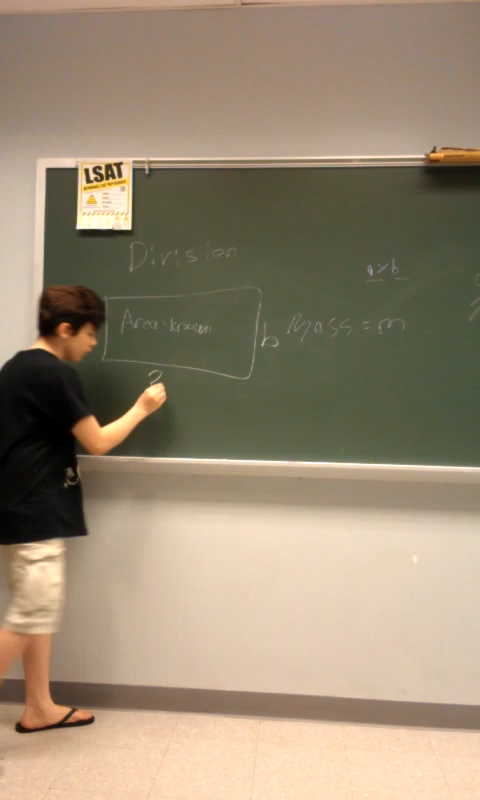 LSAT
Division
a>b
Area-known
b
Mass = m
?